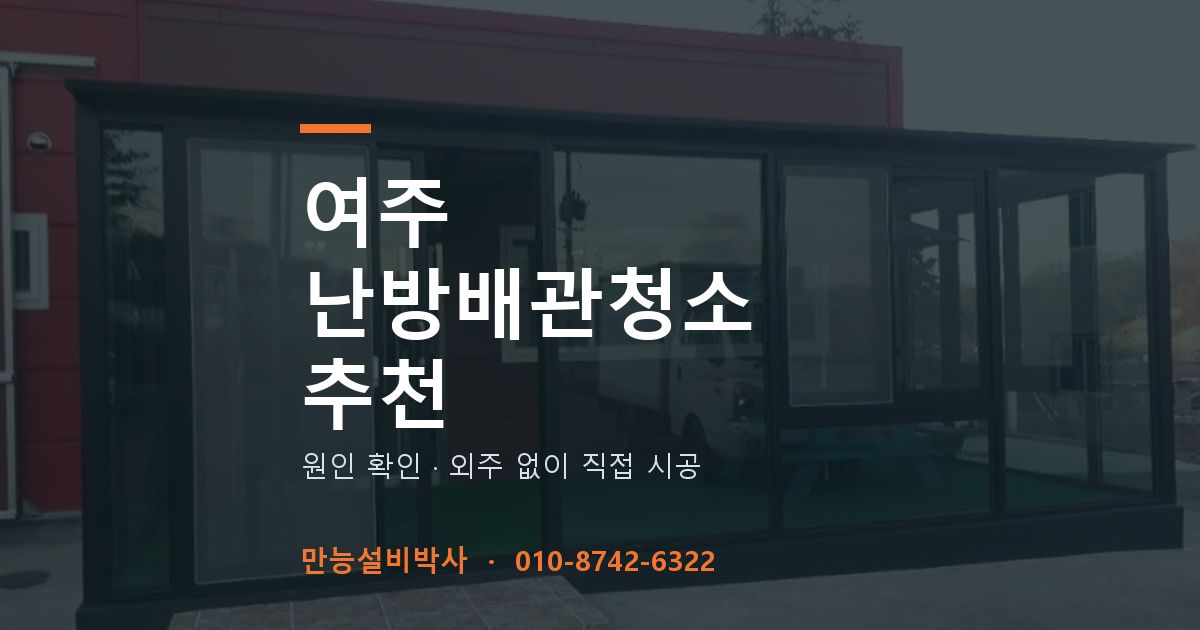 여주
난방배관청소
추천
원인 확인 · 외주 없이 직접 시공
만능설비박사 · 010-8742-6322